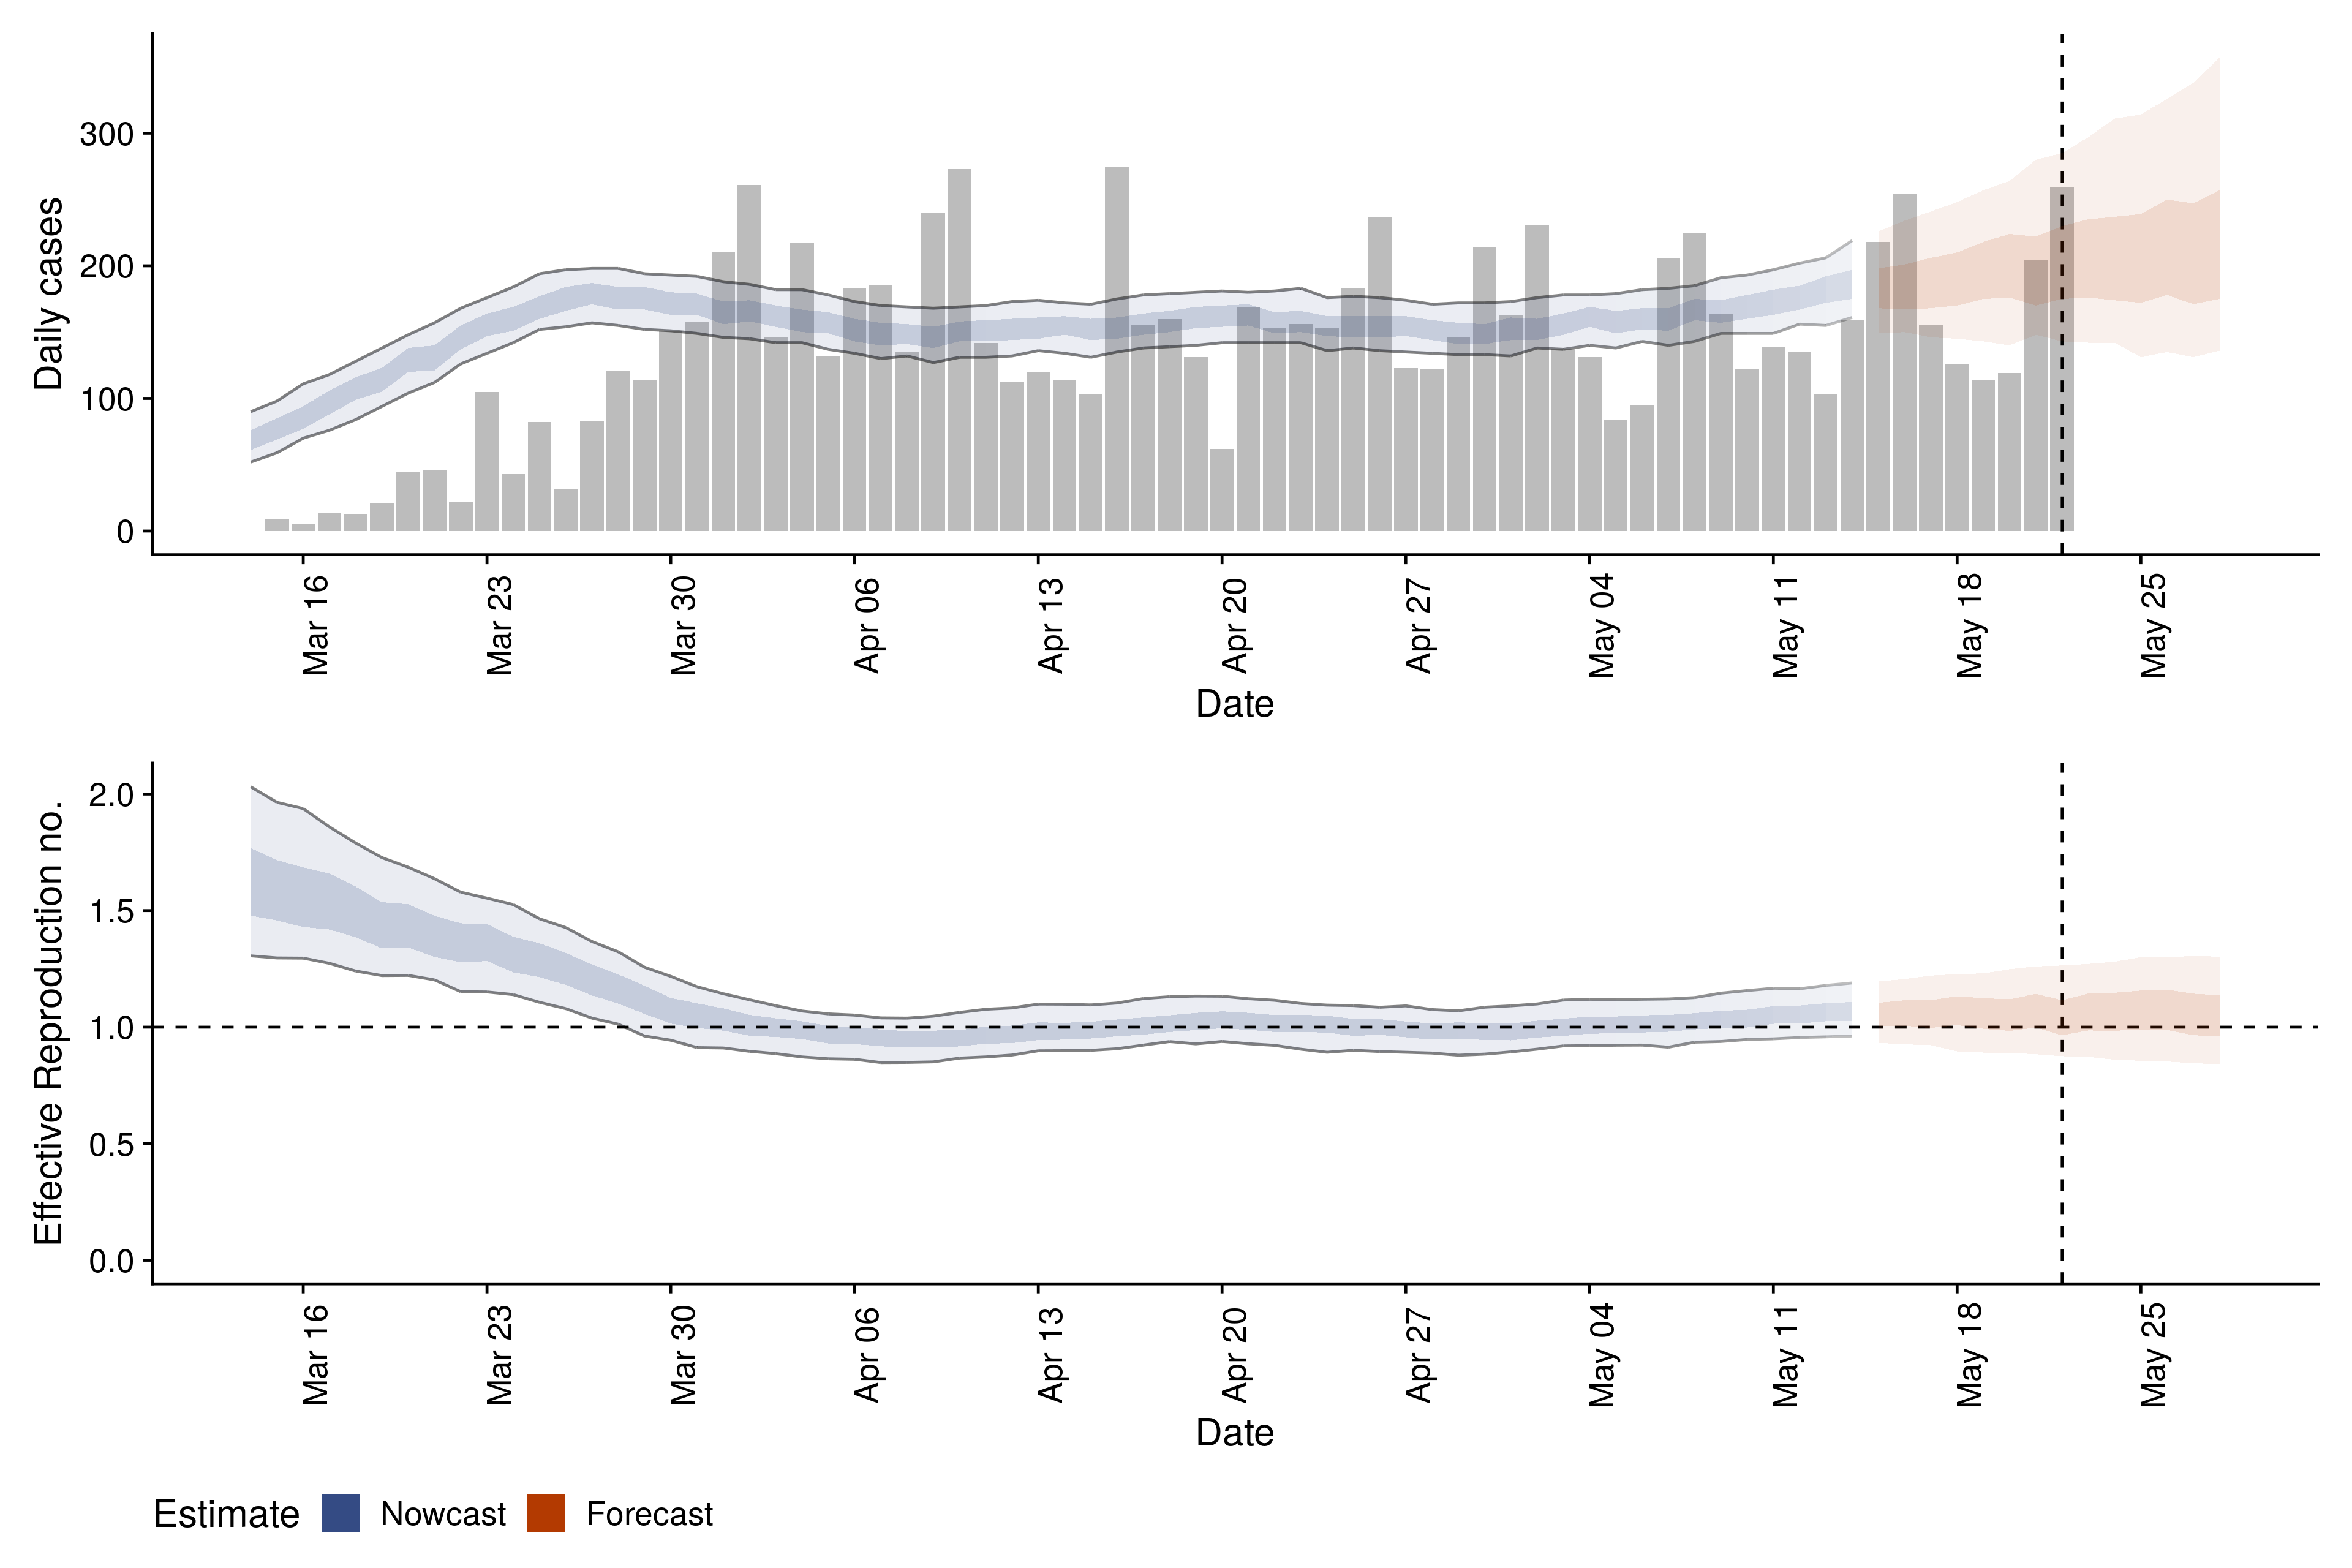 Daily cases
300
200
100
0
Mar 16 Mar 23 Mar 30 Apr 06 Apr 13 Apr 20 Apr 27 May 04 May 11 May 18 May 25
Date
Effective Reproduction no.
2.0
1.5
1.0
0.5
0.0
Mar 16 Mar 23 Mar 30 Apr 06 Apr 13 Apr 20 Apr 27 May 04 May 11 May 18 May 25
Date
Estimate Nowcast Forecast